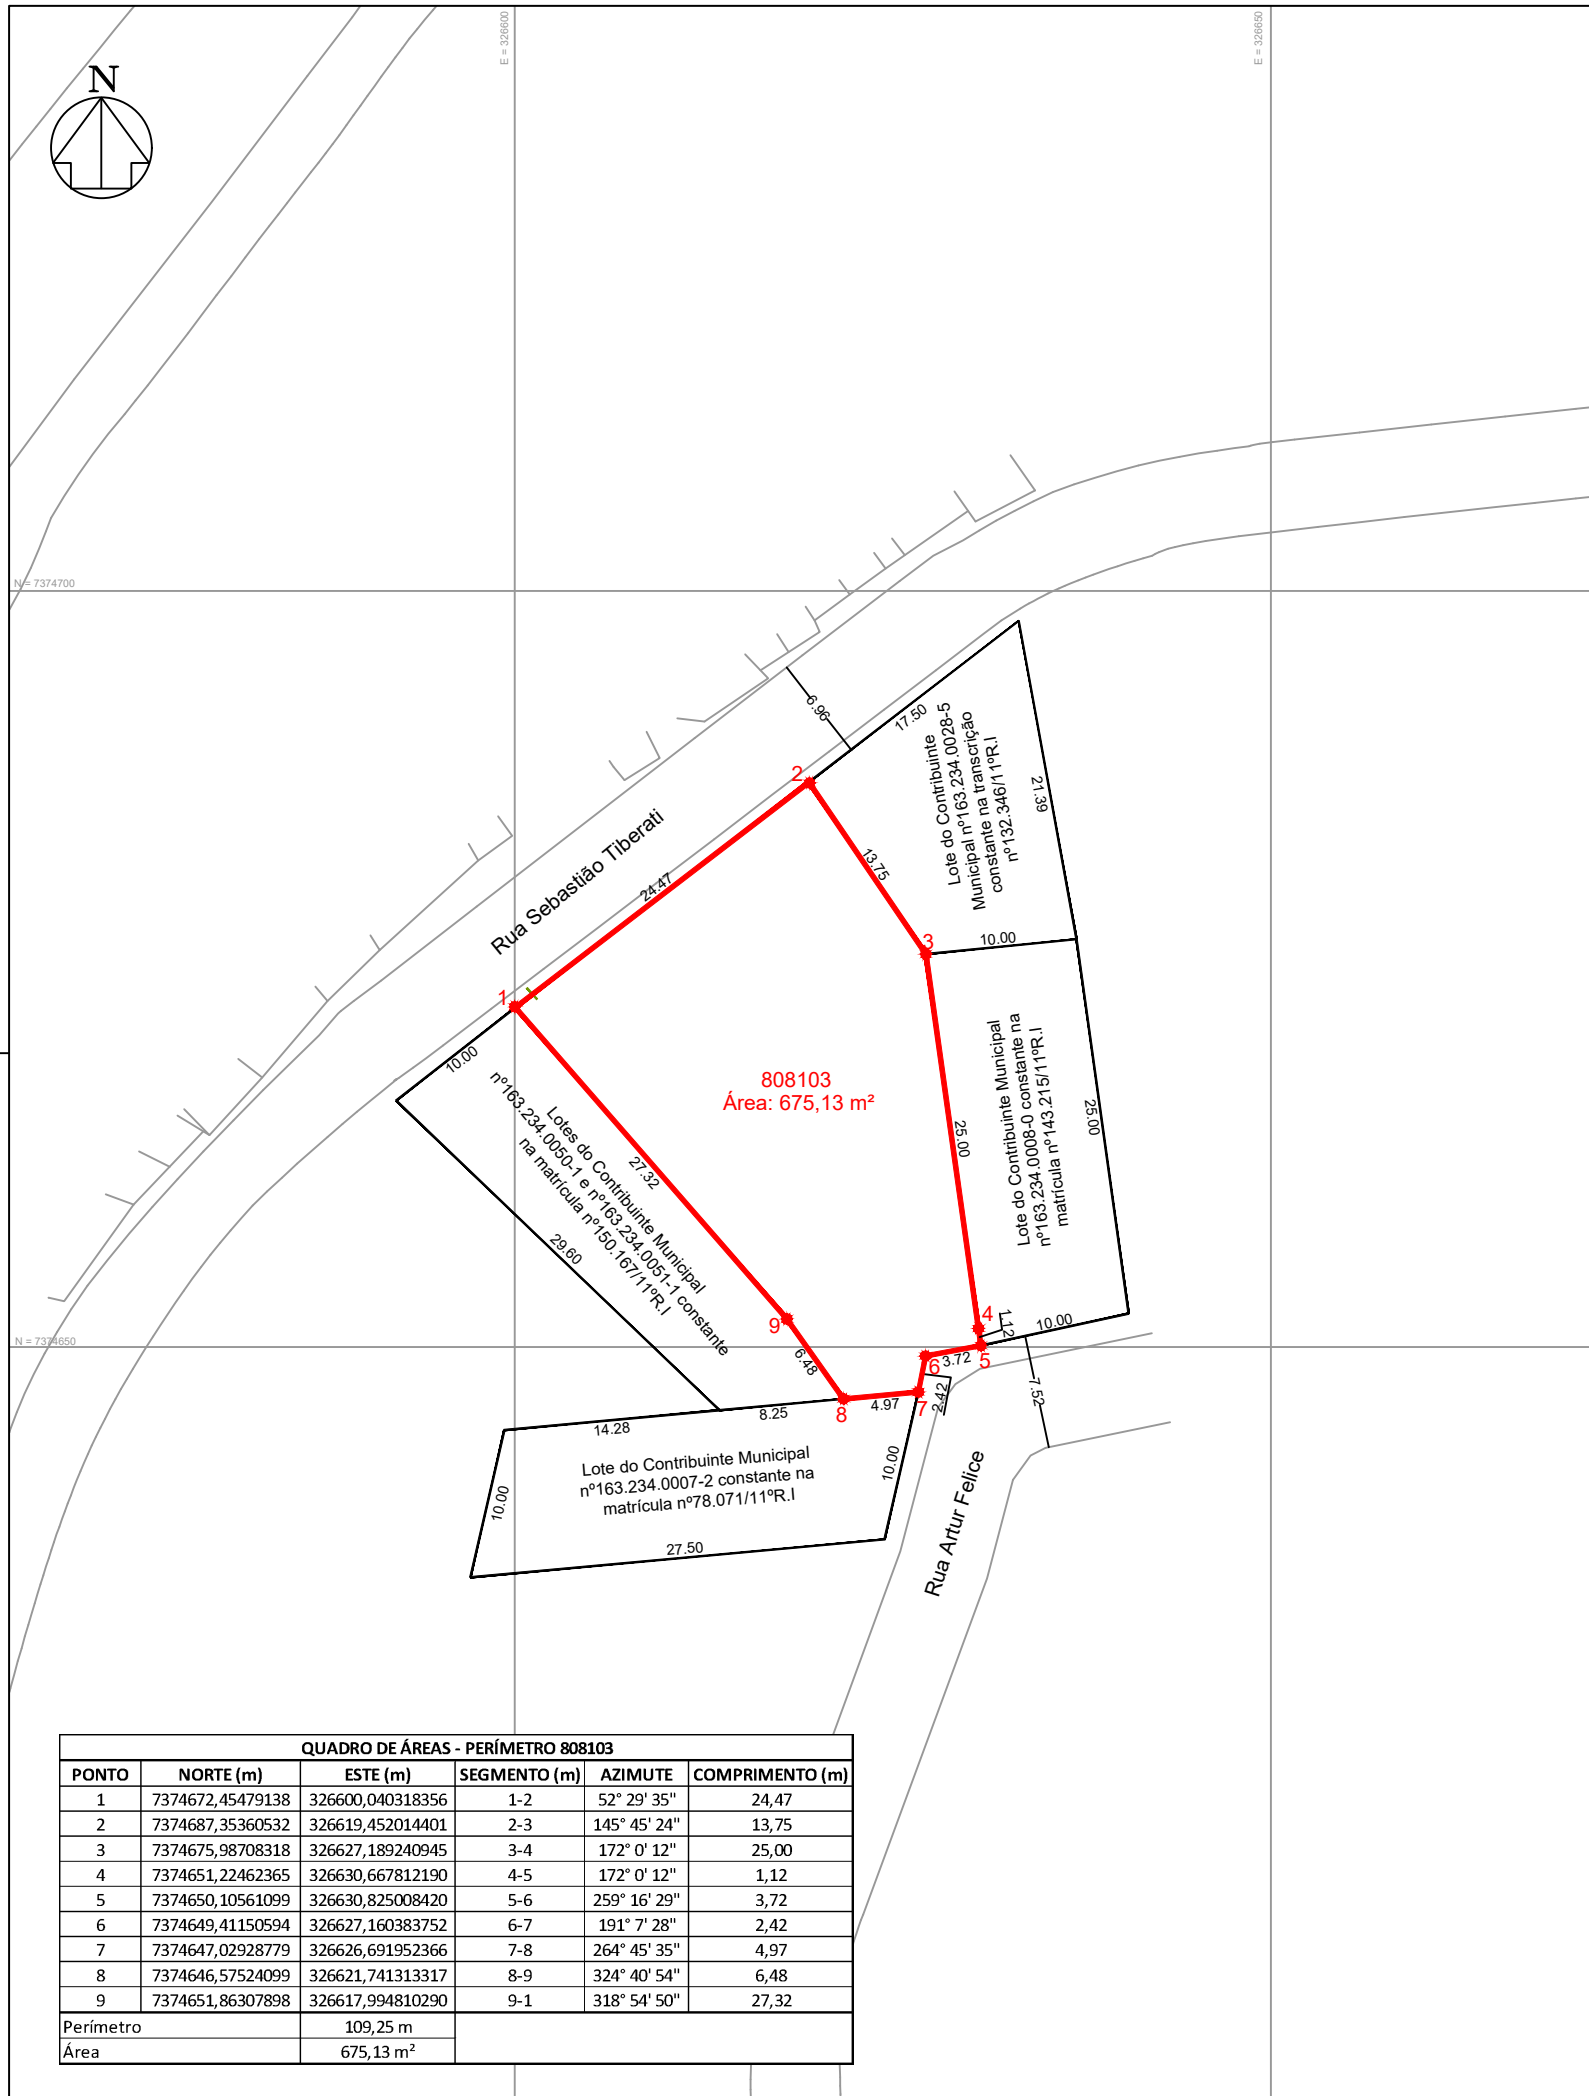 E = 326600
E = 326650
N
N = 7374700
6.96
17.50
Lote do Contribuinte
Municipal nº163.234.0028-5
constante na transcrição
nº132.346/11ºR.I
21.39
2
13.75
Rua Sebastião Tiberati
24.47
3
10.00
1
10.00
808103
Área: 675,13 m²
Lotes do Contribuinte Municipal
nº163.234.0050-1 e nº163.234.0051-1 constante
na matrícula nº150.167/11ºR.I
27.32
29.60
25.00
Lote do Contribuinte Municipal
nº163.234.0008-0 constante na
matrícula nº143.215/11ºR.I
25.00
N = 7374650
9
6.48
4
1.12
10.00
5
3.72
6
2.42
7
7.52
4.97
8
8.25
14.28
Lote do Contribuinte Municipal
nº163.234.0007-2 constante na
matrícula nº78.071/11ºR.I
10.00
10.00
27.50
Rua Artur Felice
QUADRO DE ÁREAS - PERÍMETRO 808103
PONTO NORTE (m) ESTE (m) SEGMENTO (m) AZIMUTE COMPRIMENTO (m)
1 7374672,45479138 326600,040318356 1-2 52° 29' 35" 24,47
2 7374687,35360532 326619,452014401 2-3 145° 45' 24" 13,75
3 7374675,98708318 326627,189240945 3-4 172° 0' 12" 25,00
4 7374651,22462365 326630,667812190 4-5 172° 0' 12" 1,12
5 7374650,10561099 326630,825008420 5-6 259° 16' 29" 3,72
6 7374649,41150594 326627,160383752 6-7 191° 7' 28" 2,42
7 7374647,02928779 326626,691952366 7-8 264° 45' 35" 4,97
8 7374646,57524099 326621,741313317 8-9 324° 40' 54" 6,48
9 7374651,86307898 326617,994810290 9-1 318° 54' 50" 27,32
Perímetro 109,25 m
Área 675,13 m²